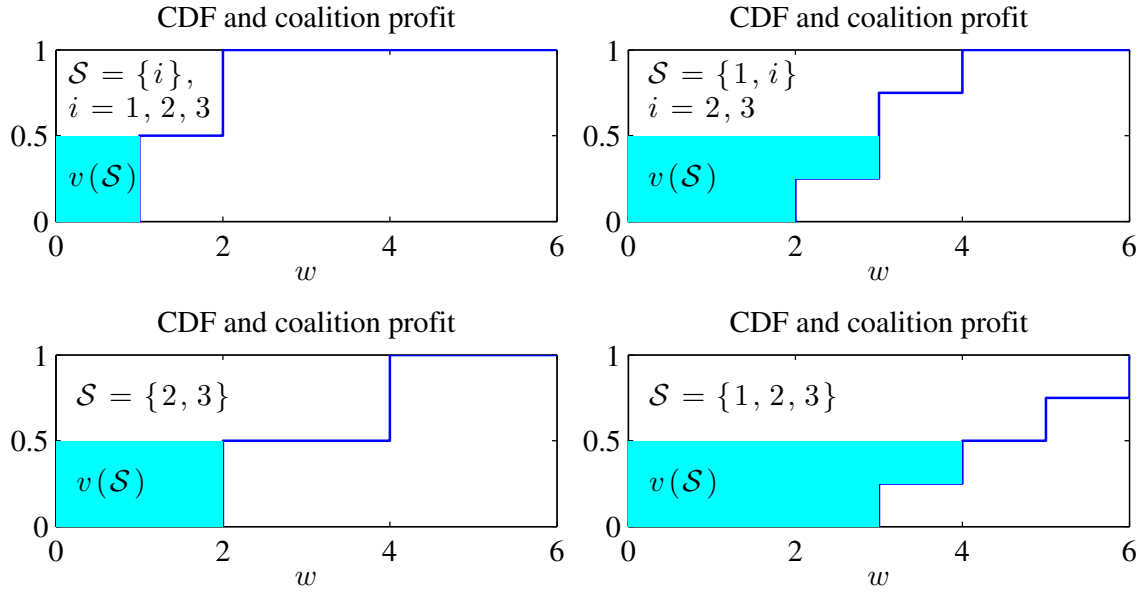 CDF and coalition profit
1
0.5
0
S = {i},
i = 1, 2, 3
v(S)
0 2 4 6
w
CDF and coalition profit
1
0.5
0
S = {1, i}
i = 2, 3
v(S)
0 2 4 6
w
CDF and coalition profit
1
0.5
0
S = {2, 3}
v(S)
0 2 4 6
w
CDF and coalition profit
1
0.5
0
S = {1, 2, 3}
v(S)
0 2 4 6
w